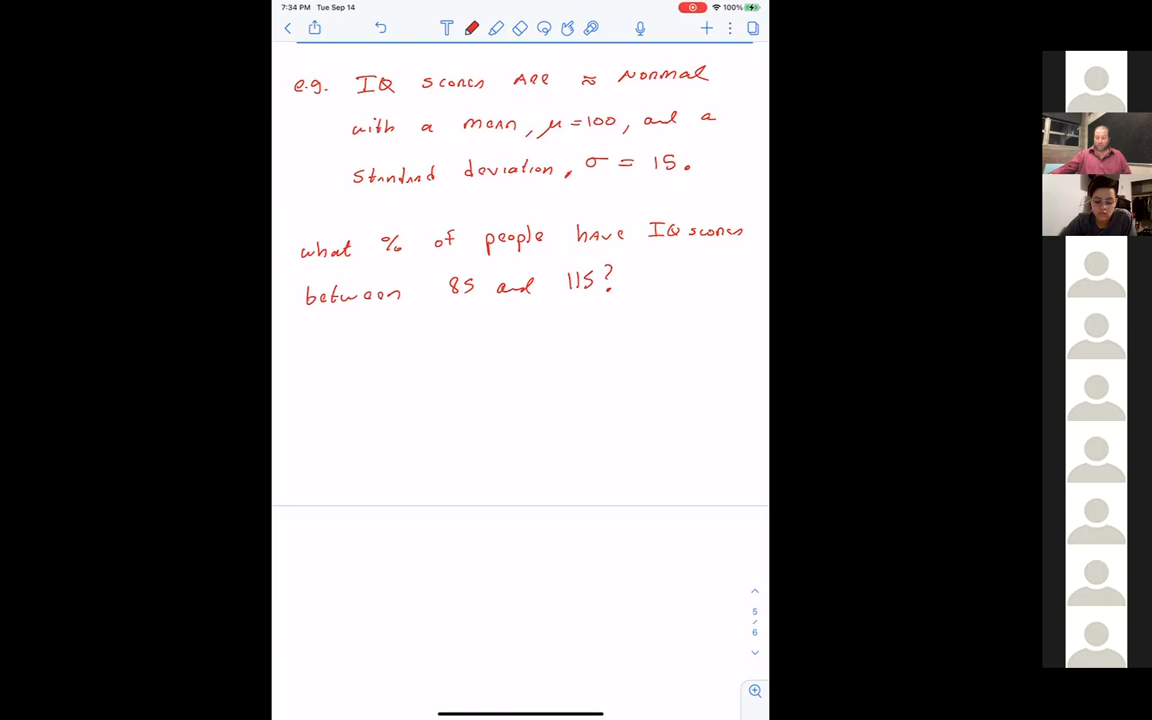 7:34 PM Tue Sep 14
100%
T
e.g. IQ scores ARE ≈ Normal
with a mean, μ = 100, and a
standard deviation, σ = 15.
what % of people have IQ scores
between 85 and 115?
5
/
6